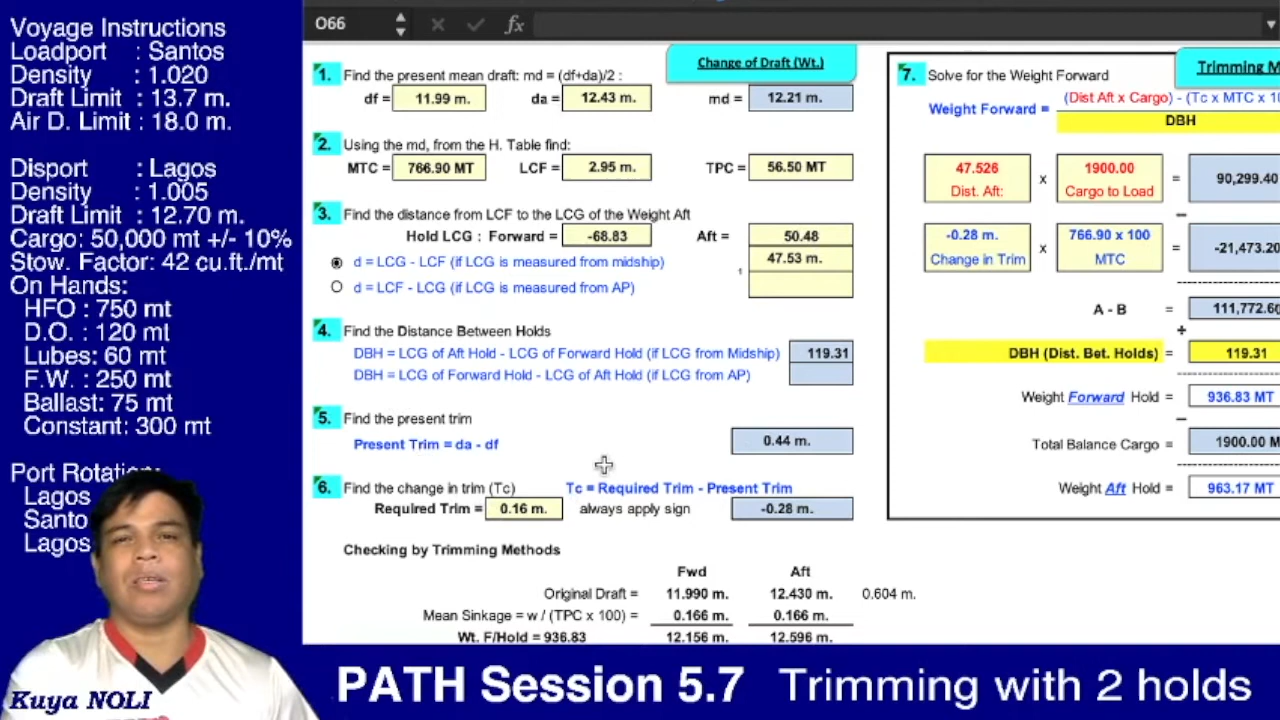 Voyage Instructions
Loadport : Santos
Density : 1.020
Draft Limit : 13.7 m.
Air D. Limit : 18.0 m.
Disport : Lagos
Density : 1.005
Draft Limit : 12.70 m.
Cargo: 50,000 mt +/- 10%
Stow. Factor: 42 cu.ft./mt
On Hands:
HFO : 750 mt
D.O. : 120 mt
Lubes: 60 mt
F.W. : 250 mt
Ballast: 75 mt
Constant: 300 mt
Port Rotation:
Lagos
Santo
Lagos
Kuya NOLI
O66
fx
Change of Draft (Wt.)
1. Find the present mean draft: md = (df+da)/2 :
df = 11.99 m. da = 12.43 m. md = 12.21 m.
2. Using the md, from the H. Table find:
MTC = 766.90 MT LCF = 2.95 m. TPC = 56.50 MT
3. Find the distance from LCF to the LCG of the Weight Aft
Hold LCG : Forward = -68.83 Aft = 50.48
d = LCG - LCF (if LCG is measured from midship) 47.53 m.
d = LCF - LCG (if LCG is measured from AP)
4. Find the Distance Between Holds
DBH = LCG of Aft Hold - LCG of Forward Hold (if LCG from Midship) 119.31
DBH = LCG of Forward Hold - LCG of Aft Hold (if LCG from AP)
5. Find the present trim
Present Trim = da - df 0.44 m.
6. Find the change in trim (Tc) Tc = Required Trim - Present Trim
Required Trim = 0.16 m. always apply sign -0.28 m.
Checking by Trimming Methods
Fwd Aft
Original Draft = 11.990 m. 12.430 m. 0.604 m.
Mean Sinkage = w / (TPC x 100) = 0.166 m. 0.166 m.
Wt. F/Hold = 936.83 12.156 m. 12.596 m.
Trimming M
7. Solve for the Weight Forward
Weight Forward = (Dist Aft x Cargo) - (Tc x MTC x 10
DBH
47.526 x 1900.00 = 90,299.40
Dist. Aft: Cargo to Load
-
-0.28 m. x 766.90 x 100 = -21,473.20
Change in Trim MTC
A - B = 111,772.60
÷
DBH (Dist. Bet. Holds) = 119.31
Weight Forward Hold = 936.83 MT
-
Total Balance Cargo = 1900.00 M
Weight Aft Hold = 963.17 MT
PATH Session 5.7 Trimming with 2 holds